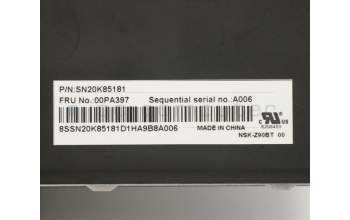 P/N:SN20K85181
FRU No.:00PA397 Sequential serial no.:A006
8SSN20K85181D1HA9B8A006 MADE IN CHINA
NSK-Z90BT 00